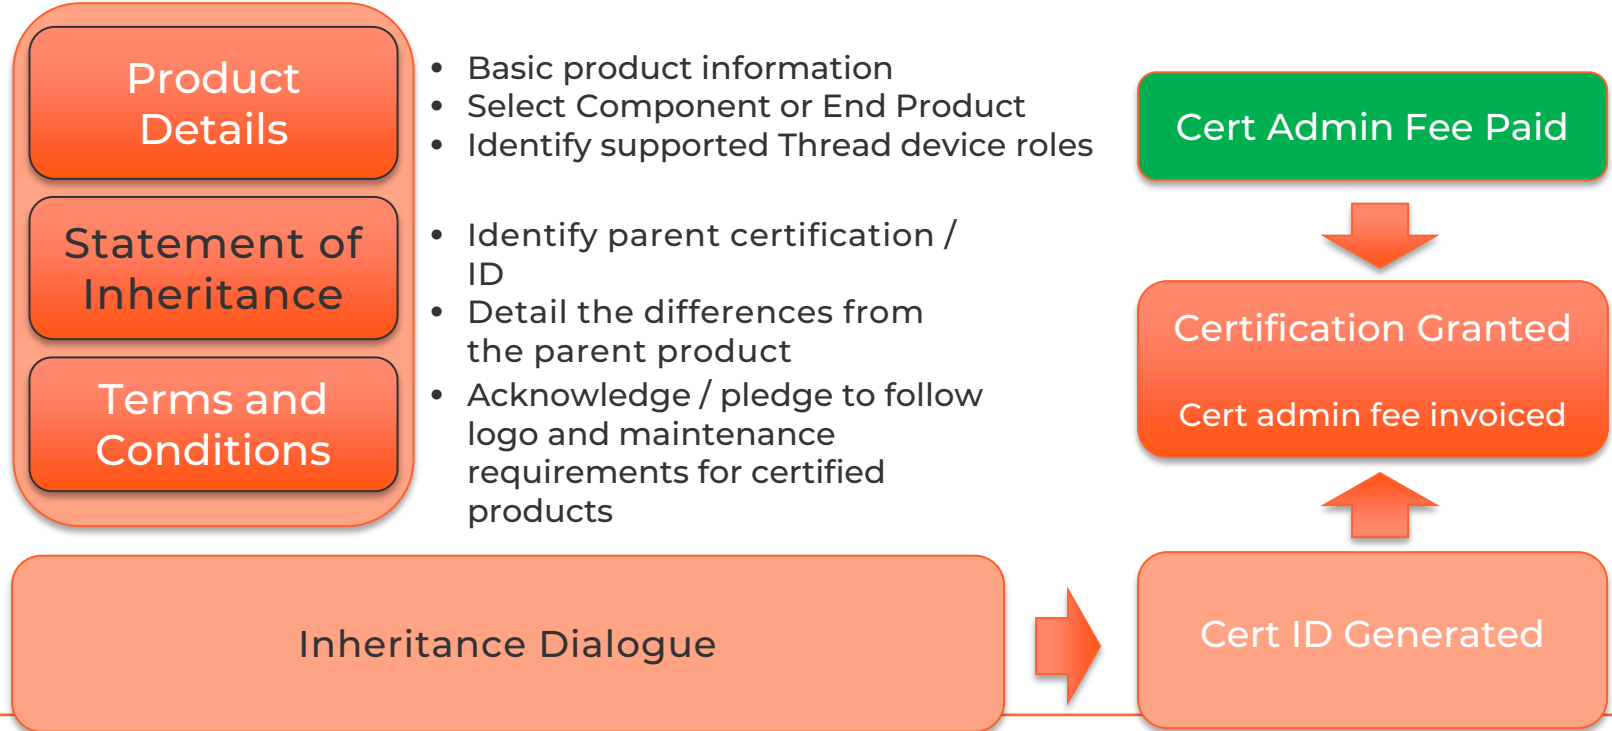 Product
Details
• Basic product information
• Select Component or End Product
• Identify supported Thread device roles
Statement of
Inheritance
• Identify parent certification /
ID
• Detail the differences from
the parent product
Terms and
Conditions
• Acknowledge / pledge to follow
logo and maintenance
requirements for certified
products
Inheritance Dialogue
Cert Admin Fee Paid
Certification Granted
Cert admin fee invoiced
Cert ID Generated